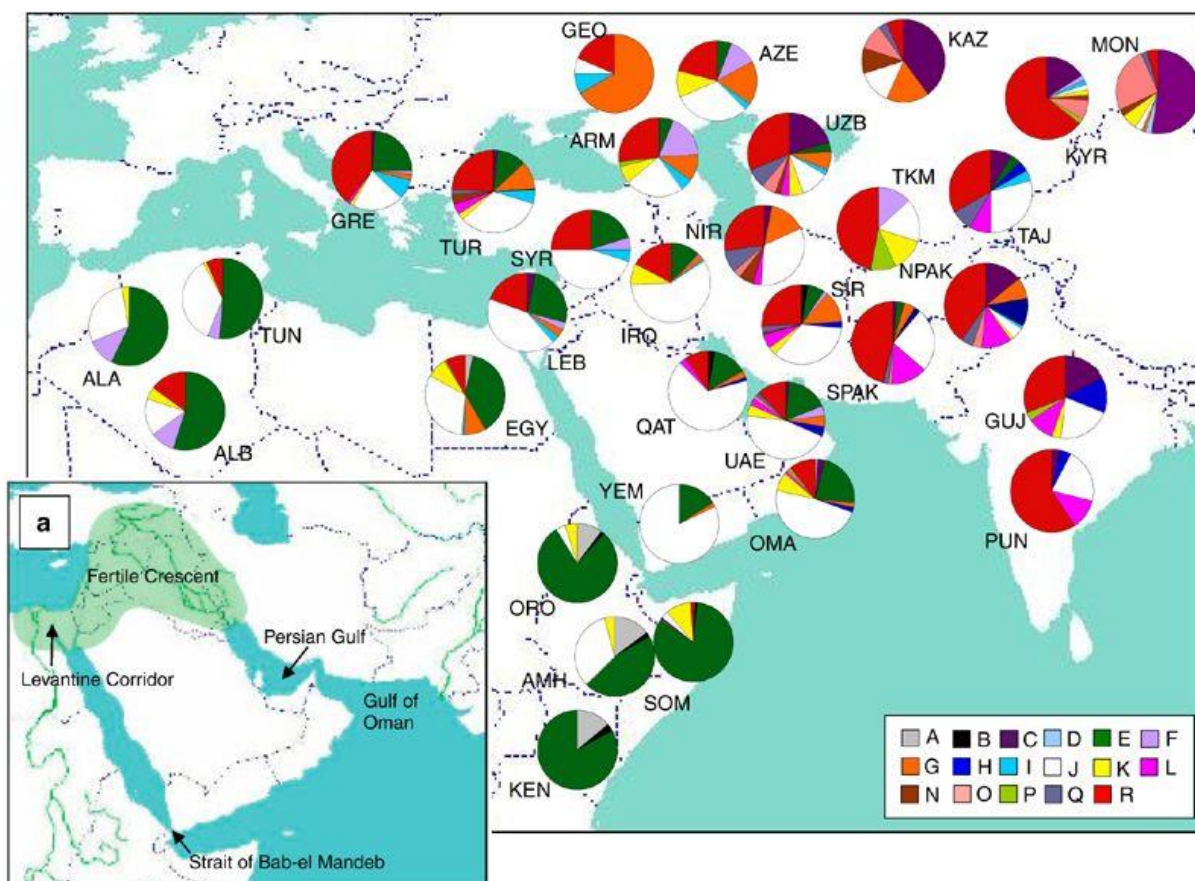 GEO
AZE
KAZ
MON
ARM
UZB
KYR
GRE
TUR
SYR
NIR
TKM
TAJ
NPAK
TUN
IRQ
SIR
ALA
LEB
SPAK
GUJ
ALB
EGY
QAT
UAE
YEM
OMA
PUN
ORO
AMH
SOM
KEN
a
Fertile Crescent
Persian Gulf
Levantine Corridor
Gulf of
Oman
Strait of Bab-el Mandeb
A B C D E F
G H I J K L
N O P Q R